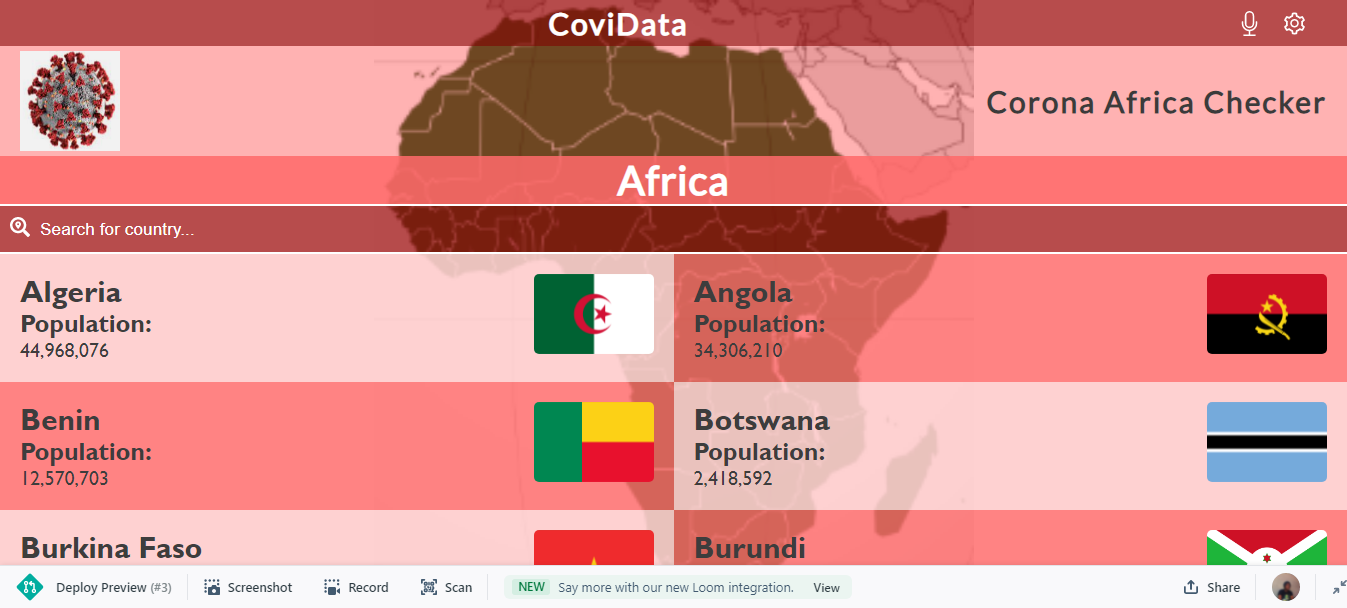 CoviData
Corona Africa Checker
Africa
Search for country...
Algeria
Population:
44,968,076
Angola
Population:
34,306,210
Benin
Population:
12,570,703
Botswana
Population:
2,418,592
Burkina Faso
Burundi
Deploy Preview (#3)
Screenshot
Record
Scan
NEW Say more with our new Loom integration. View
Share